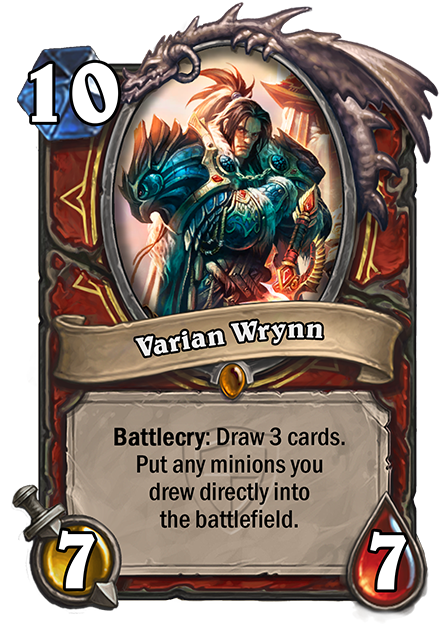 10
Varian Wrynn
Battlecry: Draw 3 cards.
Put any minions you
drew directly into
the battlefield.
7
7